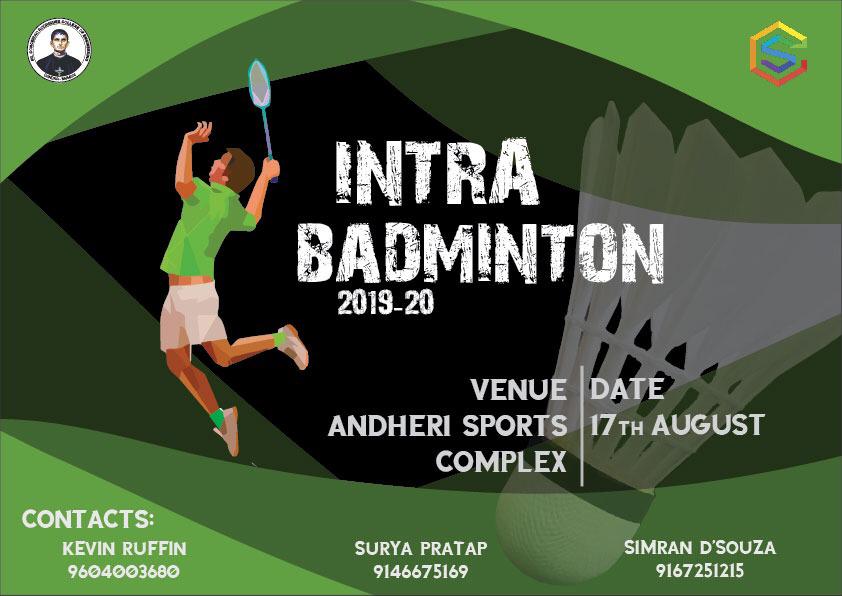 INTRA
BADMINTON
2019-20
VENUE
ANDHERI SPORTS
COMPLEX
DATE
17TH AUGUST
CONTACTS:
KEVIN RUFFIN
9604003680
SURYA PRATAP
9146675169
SIMRAN D'SOUZA
9167251215